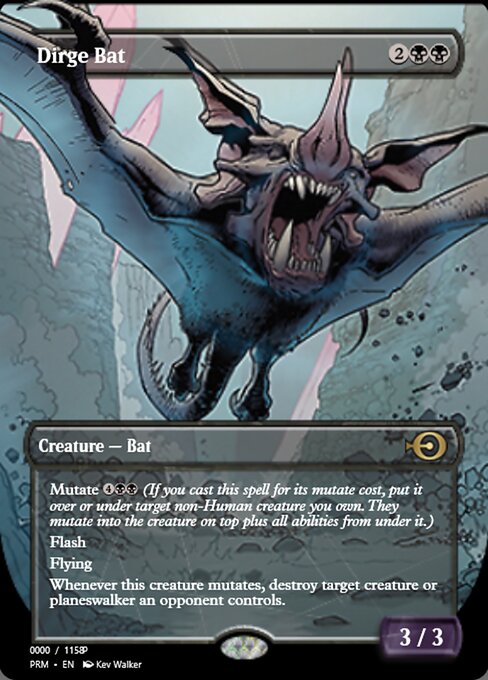 Dirge Bat 2
Creature — Bat
Mutate 4 (If you cast this spell for its mutate cost, put it
over or under target non-Human creature you own. They
mutate into the creature on top plus all abilities from under it.)
Flash
Flying
Whenever this creature mutates, destroy target creature or
planeswalker an opponent controls.
3 / 3
0000 / 1158P
PRM • EN Kev Walker